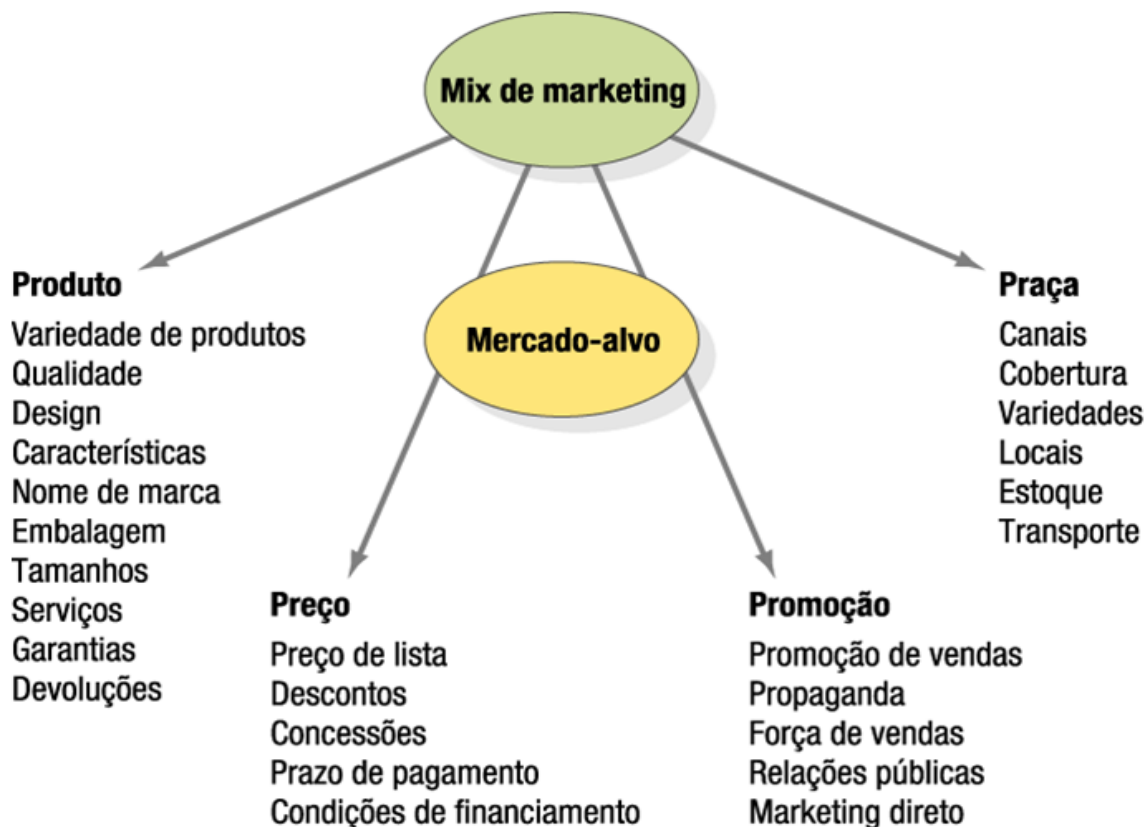 Mix de marketing
Mercado-alvo
Produto
Variedade de produtos
Qualidade
Design
Características
Nome de marca
Embalagem
Tamanhos
Serviços
Garantias
Devoluções
Preço
Preço de lista
Descontos
Concessões
Prazo de pagamento
Condições de financiamento
Promoção
Promoção de vendas
Propaganda
Força de vendas
Relações públicas
Marketing direto
Praça
Canais
Cobertura
Variedades
Locais
Estoque
Transporte